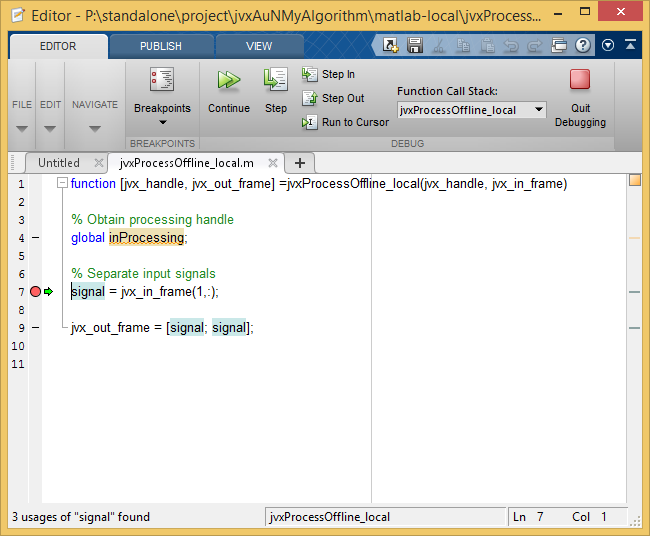 Editor - P:\standalone\project\jvxAuNMyAlgorithm\matlab-local\jvxProcess...
EDITOR PUBLISH VIEW
FILE EDIT NAVIGATE Breakpoints Continue Step Step In
Step Out
Run to Cursor
Function Call Stack:
jvxProcessOffline_local
Quit
Debugging
BREAKPOINTS DEBUG
Untitled jvxProcessOffline_local.m
1 function [jvx_handle, jvx_out_frame] =jvxProcessOffline_local(jvx_handle, jvx_in_frame)
2
3 % Obtain processing handle
4 global inProcessing;
5
6 % Separate input signals
7 signal = jvx_in_frame(1,:);
8
9 jvx_out_frame = [signal; signal];
10
11
3 usages of "signal" found jvxProcessOffline_local Ln 7 Col 1